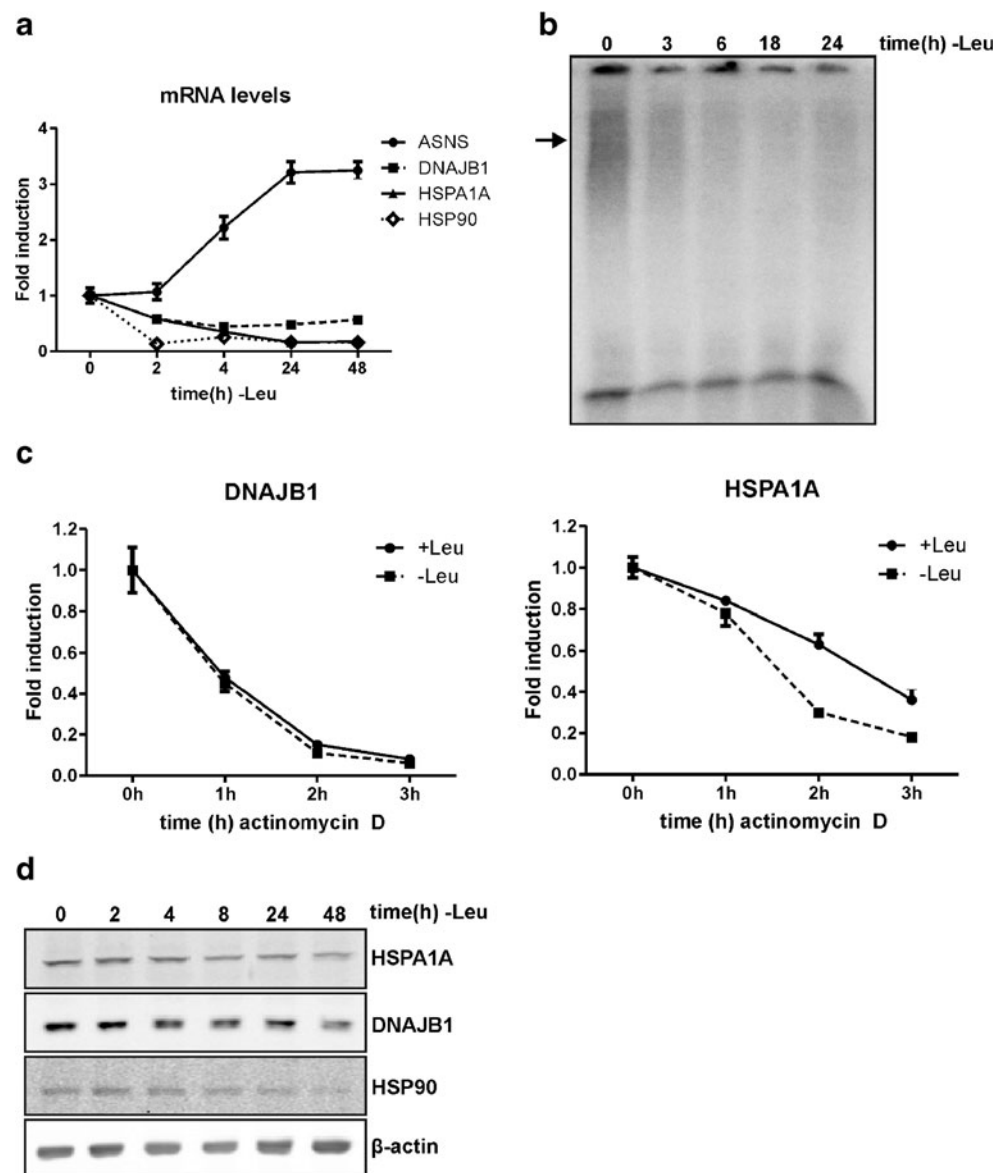 a
mRNA levels
Fold induction
4
3
2
1
0
0 2 4 24 48
time(h) -Leu
ASNS
DNAJB1
HSPA1A
HSP90
b
0 3 6 18 24 time(h) -Leu
c
DNAJB1
Fold induction
1.2
1.0
0.8
0.6
0.4
0.2
0.0
0h 1h 2h 3h
time (h) actinomycin D
+Leu
-Leu
HSPA1A
Fold induction
1.2
1.0
0.8
0.6
0.4
0.2
0.0
0h 1h 2h 3h
time (h) actinomycin D
+Leu
-Leu
d
0 2 4 8 24 48 time(h) -Leu
HSPA1A
DNAJB1
HSP90
β-actin